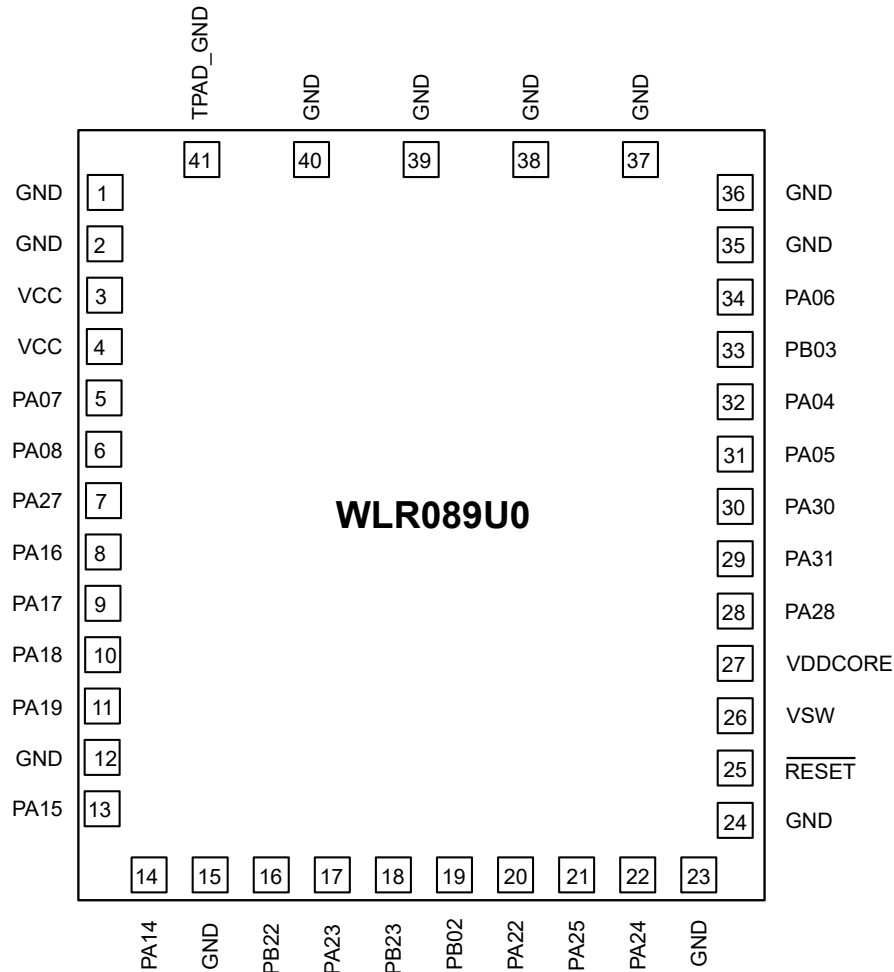 TPAD_GND
GND
GND
GND
GND
41
40
39
38
37
GND 1
GND 2
VCC 3
VCC 4
PA07 5
PA08 6
PA27 7
PA16 8
PA17 9
PA18 10
PA19 11
GND 12
PA15 13
WLR089U0
36 GND
35 GND
34 PA06
33 PB03
32 PA04
31 PA05
30 PA30
29 PA31
28 PA28
27 VDDCORE
26 VSW
25 RESET
24 GND
14
15
16
17
18
19
20
21
22
23
PA14
GND
PB22
PA23
PB23
PB02
PA22
PA25
PA24
GND